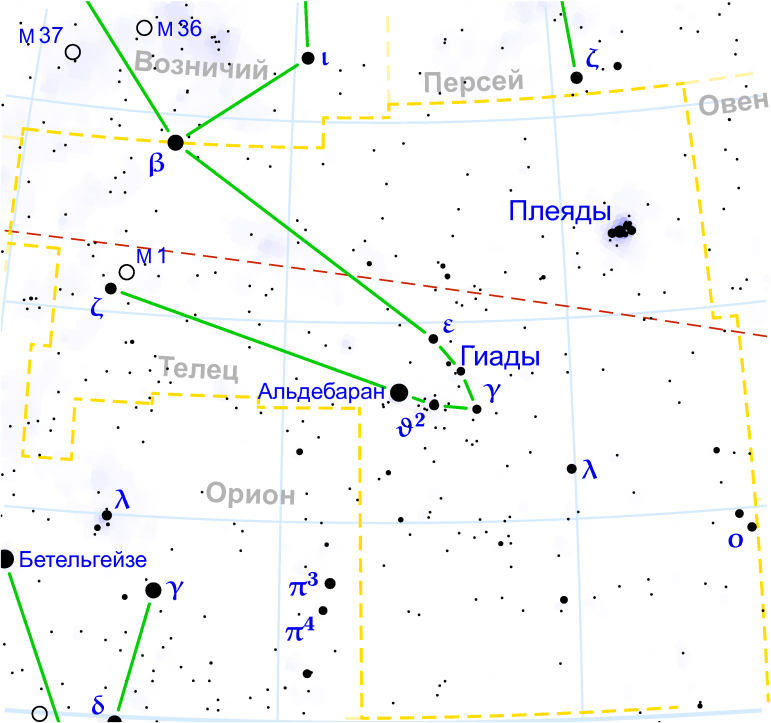 M 37
M 36
Возничий
ι
Персей
ζ
Овен
β
Плеяды
M 1
ζ
ε
Гиады
Телец
Альдебаран
γ
ϑ²
Орион
λ
λ
ο
Бетельгейзе
γ
π³
π⁴
δ